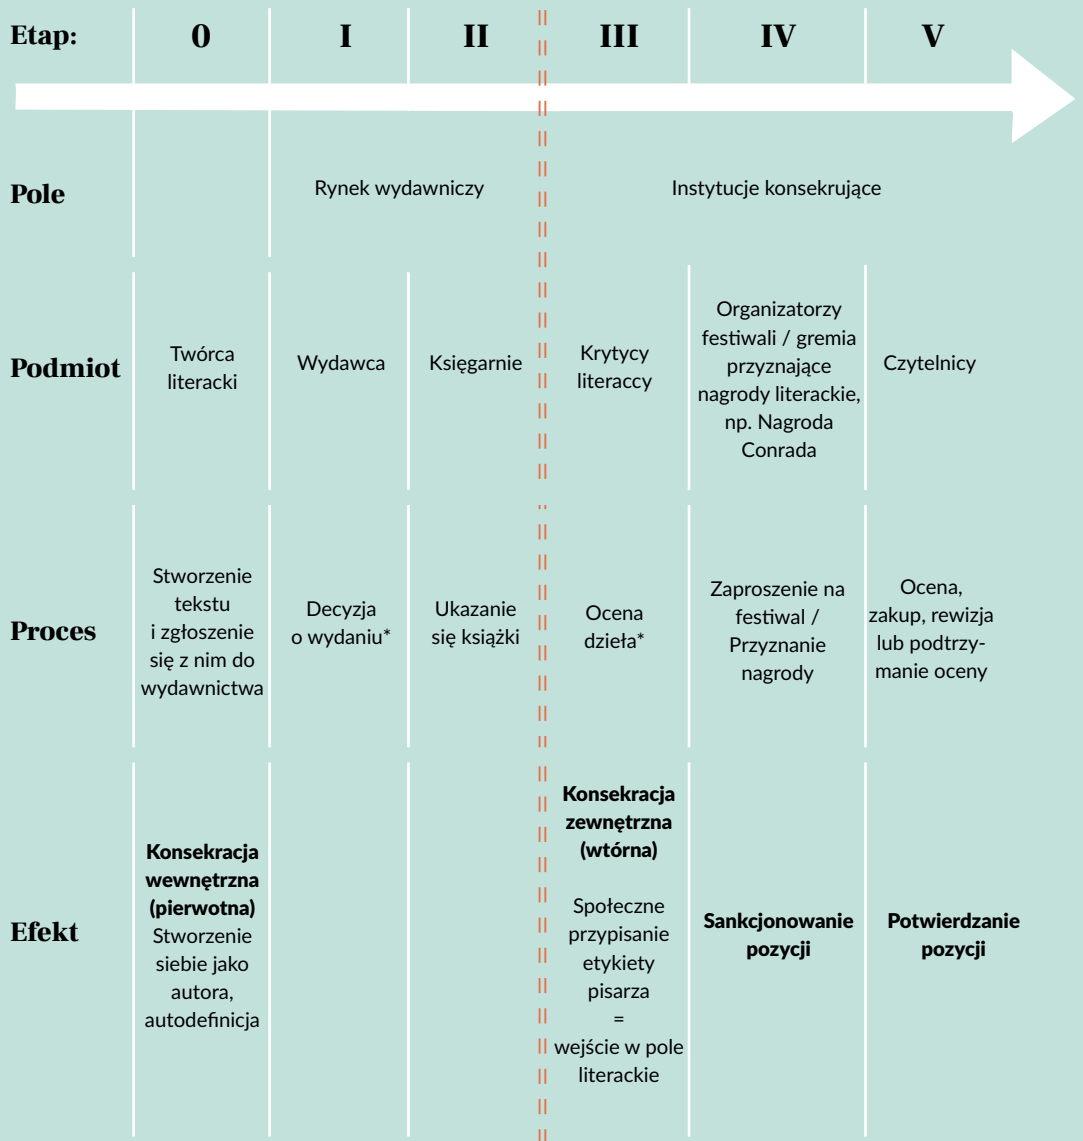 Etap: 0 I II III IV V
Pole
Rynek wydawniczy
Instytucje konsekrujące
Podmiot
Twórca
literacki
Wydawca
Księgarnie
Krytycy
literaccy
Organizatorzy
festiwali / gremia
przyznające
nagrody literackie,
np. Nagroda
Conrada
Czytelnicy
Proces
Stworzenie
tekstu
i zgłoszenie
się z nim do
wydawnictwa
Decyzja
o wydaniu*
Ukazanie
się książki
Ocena
dzieła*
Zaproszenie na
festiwal /
Przyznanie
nagrody
Ocena,
zakup, rewizja
lub podtrzy-
manie oceny
Efekt
Konsekracja
wewnętrzna
(pierwotna)
Stworzenie
siebie jako
autora,
autodefinicja
Konsekracja
zewnętrzna
(wtórna)
Społeczne
przypisanie
etykiety
pisarza
=
wejście w pole
literackie
Sankcjonowanie
pozycji
Potwierdzanie
pozycji